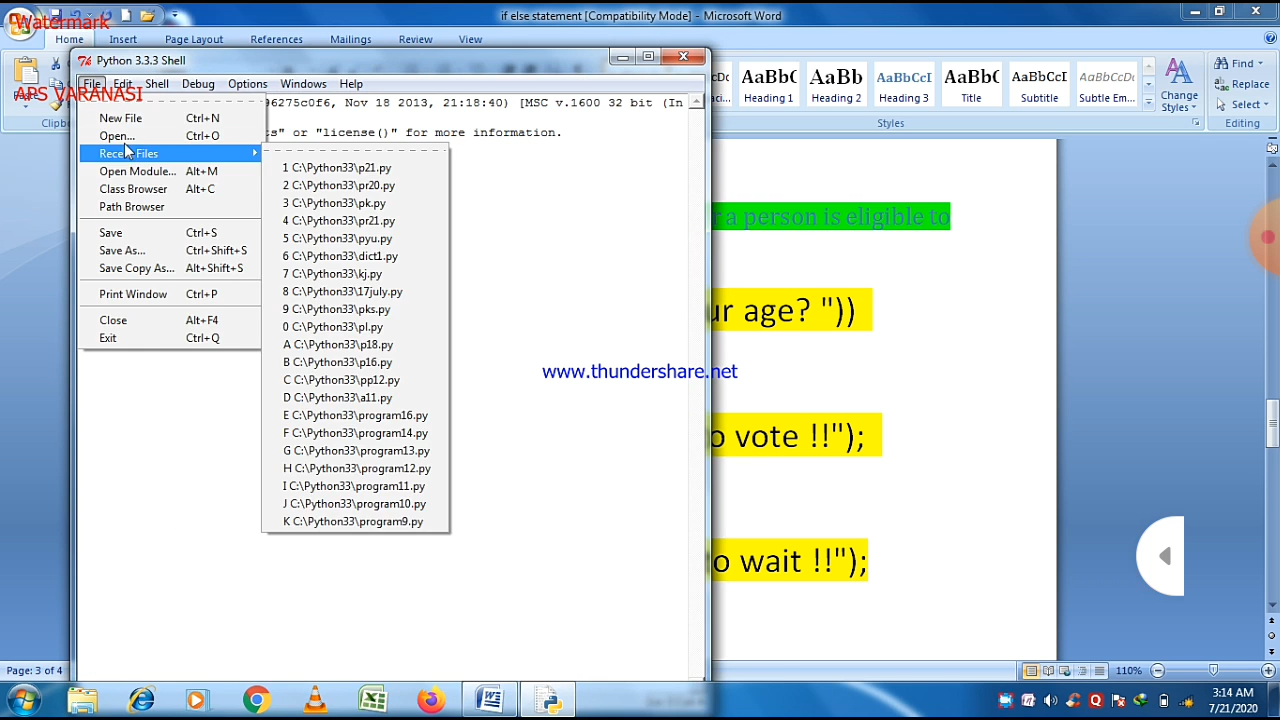 Watermark
if else statement [Compatibility Mode] - Microsoft Word
Home Insert Page Layout References Mailings Review View
Python 3.3.3 Shell
File Edit Shell Debug Options Windows Help
APS VARANASI
96275c0f6, Nov 18 2013, 21:18:40) [MSC v.1600 32 bit (In
s" or "license()" for more information.
New File Ctrl+N
Open... Ctrl+O
Recent Files
Open Module... Alt+M
Class Browser Alt+C
Path Browser
Save Ctrl+S
Save As... Ctrl+Shift+S
Save Copy As... Alt+Shift+S
Print Window Ctrl+P
Close Alt+F4
Exit Ctrl+Q
1 C:\Python33\p21.py
2 C:\Python33\pr20.py
3 C:\Python33\pk.py
4 C:\Python33\pr21.py
5 C:\Python33\pyu.py
6 C:\Python33\dict1.py
7 C:\Python33\kj.py
8 C:\Python33\17july.py
9 C:\Python33\pks.py
0 C:\Python33\pl.py
A C:\Python33\p18.py
B C:\Python33\p16.py
C C:\Python33\pp12.py
D C:\Python33\a11.py
E C:\Python33\program16.py
F C:\Python33\program14.py
G C:\Python33\program13.py
H C:\Python33\program12.py
I C:\Python33\program11.py
J C:\Python33\program10.py
K C:\Python33\program9.py
AaBbC AaBb AaBbCcI AaBbC AaBbCcI AaBbCcDc
Heading 1 Heading 2 Heading 3 Title Subtitle Subtle Em...
Change Styles
Find
Replace
Select
Styles
Editing
r a person is eligible to
ur age? "))
www.thundershare.net
o vote !!");
o wait !!");
Page: 3 of 4
110%
3:14 AM
7/21/2020